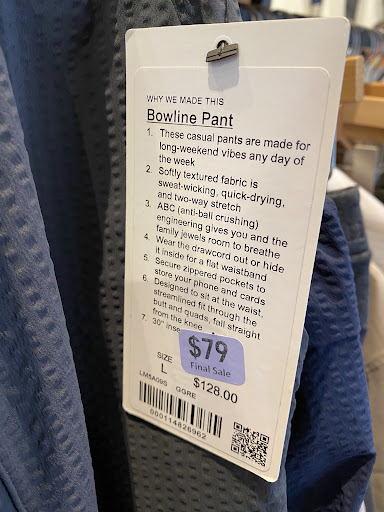 WHY WE MADE THIS
Bowline Pant
1. These casual pants are made for
long-weekend vibes any day of
the week
2. Softly textured fabric is
sweat-wicking, quick-drying,
and two-way stretch
3. ABC (anti-ball crushing)
engineering gives you and the
family jewels room to breathe
4. Wear the drawcord out or hide
it inside for a flat waistband
5. Secure zippered pockets to
store your phone and cards
6. Designed to sit at the waist,
streamlined fit through the
butt and quads, fall straight
from the knee
7. 30"
$79
Final Sale
SIZE
L
$128.00
LM5A09S GGRE
000114826962